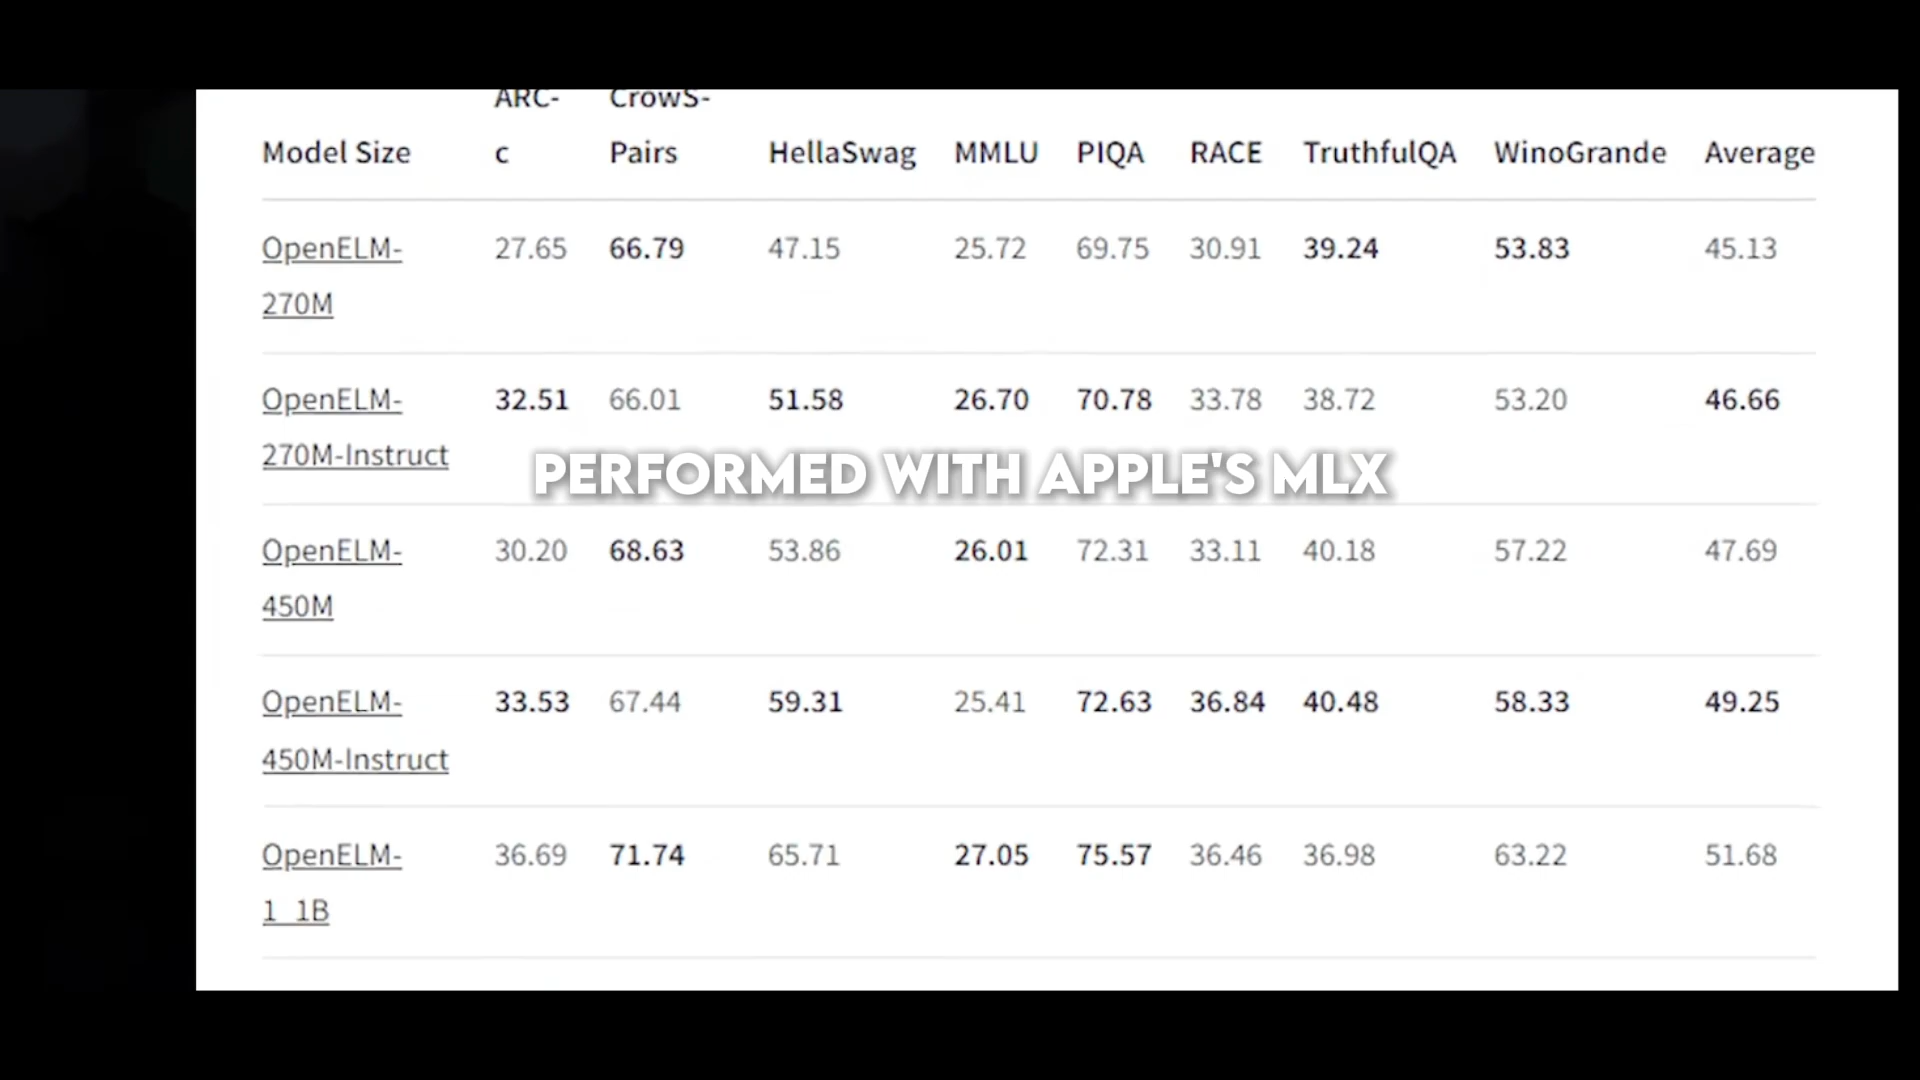 ARC- CrowS-
Model Size c Pairs HellaSwag MMLU PIQA RACE TruthfulQA WinoGrande Average
OpenELM- 27.65 66.79 47.15 25.72 69.75 30.91 39.24 53.83 45.13
270M
OpenELM- 32.51 66.01 51.58 26.70 70.78 33.78 38.72 53.20 46.66
270M-Instruct
PERFORMED WITH APPLE'S MLX
OpenELM- 30.20 68.63 53.86 26.01 72.31 33.11 40.18 57.22 47.69
450M
OpenELM- 33.53 67.44 59.31 25.41 72.63 36.84 40.48 58.33 49.25
450M-Instruct
OpenELM- 36.69 71.74 65.71 27.05 75.57 36.46 36.98 63.22 51.68
1_1B